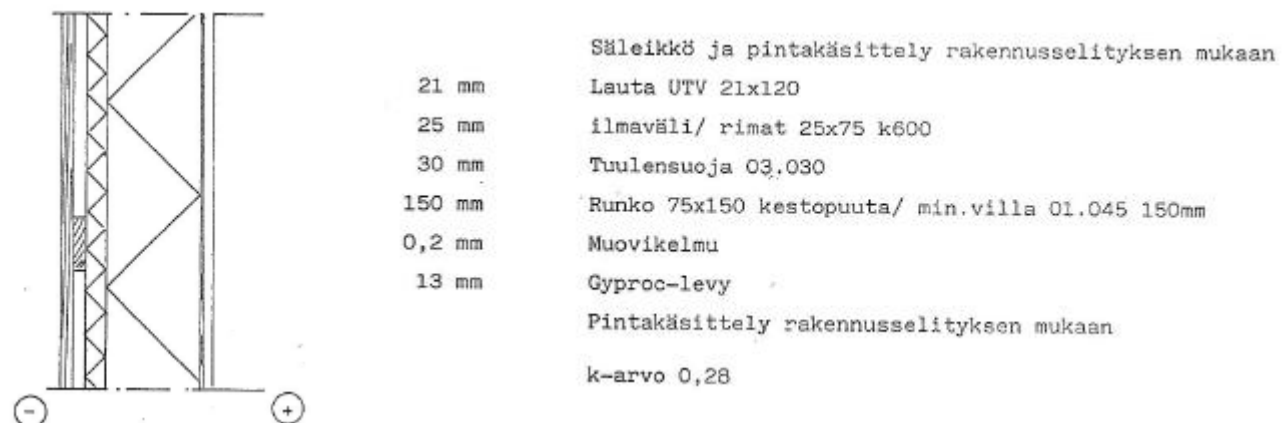 Säleikkö ja pintakäsittely rakennusselityksen mukaan
21 mm Lauta UTV 21x120
25 mm ilmaväli/ rimat 25x75 k600
30 mm Tuulensuoja 03.030
150 mm Runko 75x150 kestopuuta/ min.villa 01.045 150mm
0,2 mm Muovikelmu
13 mm Gyproc-levy
Pintakäsittely rakennusselityksen mukaan
k-arvo 0,28
- +